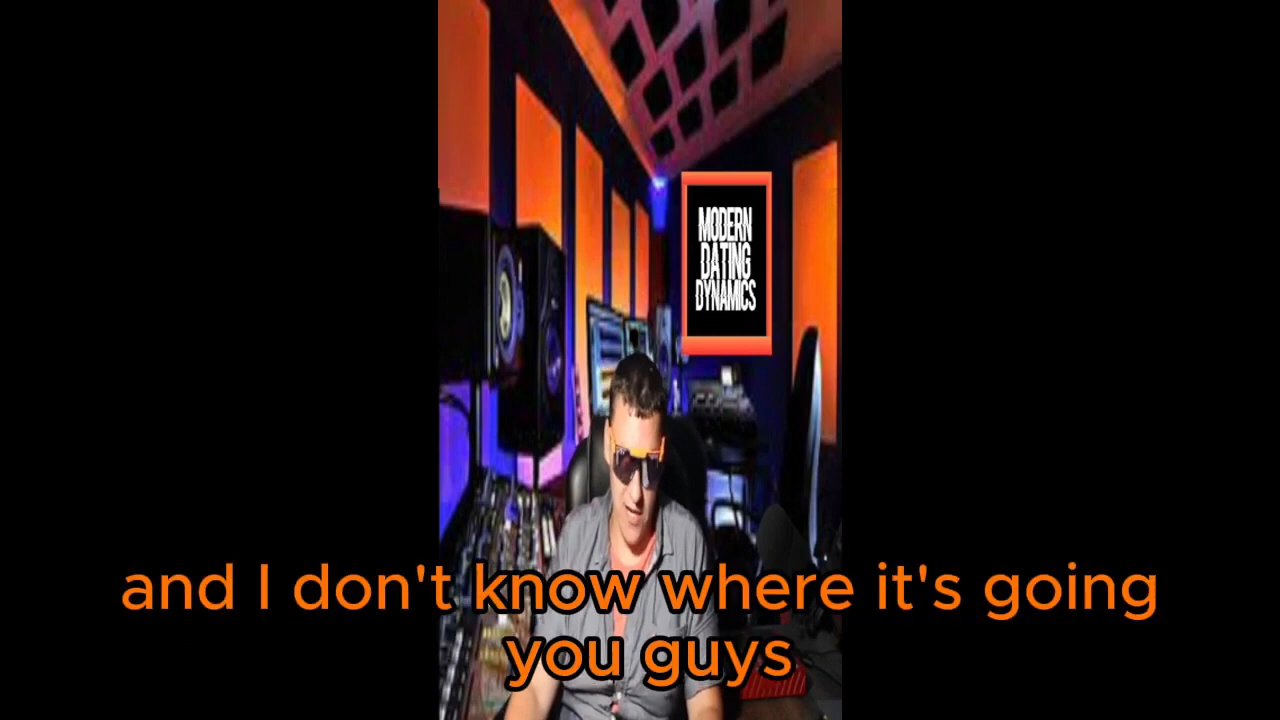 MODERN
DATING
DYNAMICS
and I don't know where it's going
you guys